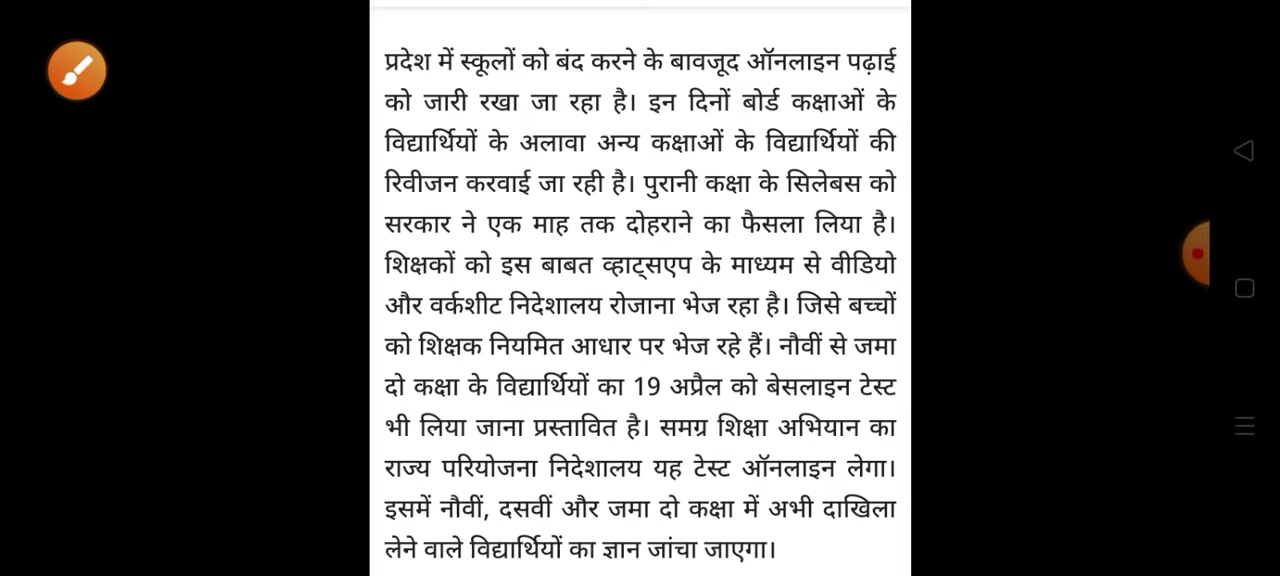 प्रदेश में स्कूलों को बंद करने के बावजूद ऑनलाइन पढ़ाई
को जारी रखा जा रहा है। इन दिनों बोर्ड कक्षाओं के
विद्यार्थियों के अलावा अन्य कक्षाओं के विद्यार्थियों की
रिवीजन करवाई जा रही है। पुरानी कक्षा के सिलेबस को
सरकार ने एक माह तक दोहराने का फैसला लिया है।
शिक्षकों को इस बाबत व्हाट्सएप के माध्यम से वीडियो
और वर्कशीट निदेशालय रोजाना भेज रहा है। जिसे बच्चों
को शिक्षक नियमित आधार पर भेज रहे हैं। नौवीं से जमा
दो कक्षा के विद्यार्थियों का 19 अप्रैल को बेसलाइन टेस्ट
भी लिया जाना प्रस्तावित है। समग्र शिक्षा अभियान का
राज्य परियोजना निदेशालय यह टेस्ट ऑनलाइन लेगा।
इसमें नौवीं, दसवीं और जमा दो कक्षा में अभी दाखिला
लेने वाले विद्यार्थियों का ज्ञान जांचा जाएगा।